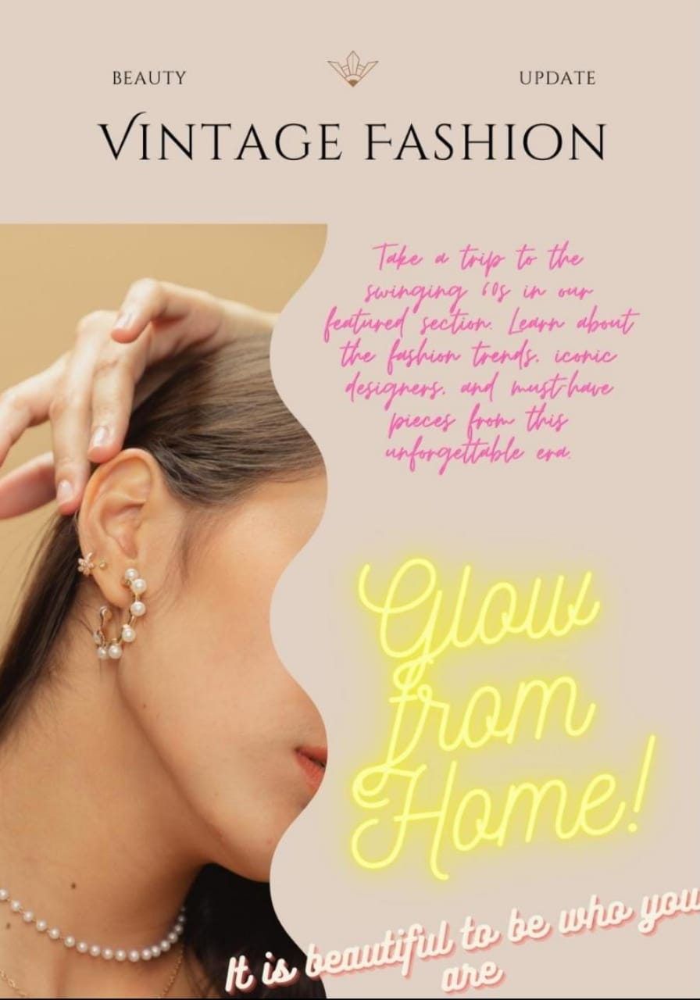 BEAUTY
UPDATE
VINTAGE FASHION
Take a trip to the
swinging '60s in our
featured section. Learn about
the fashion trends, iconic
designers, and must-have
pieces from this
unforgettable era.
Glow
from
Home!
It is beautiful to be who you
are